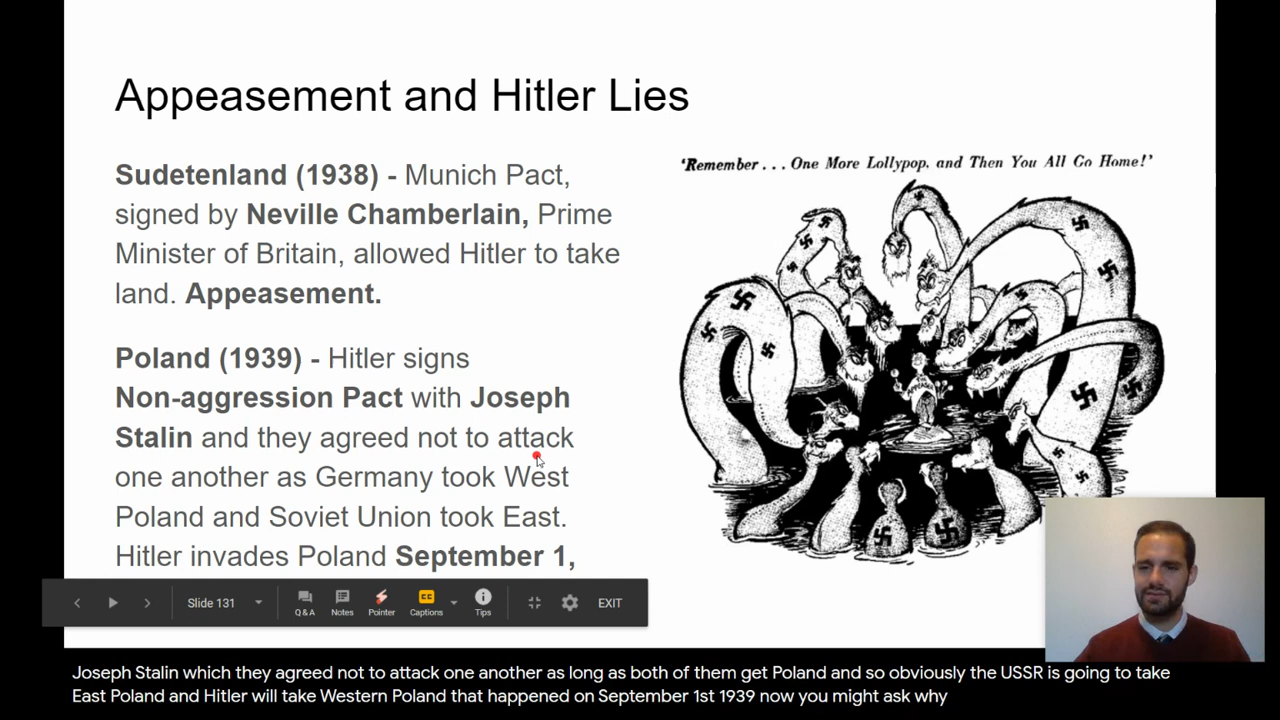 Appeasement and Hitler Lies
Sudetenland (1938) - Munich Pact,
signed by Neville Chamberlain, Prime
Minister of Britain, allowed Hitler to take
land. Appeasement.
Poland (1939) - Hitler signs
Non-aggression Pact with Joseph
Stalin and they agreed not to attack
one another as Germany took West
Poland and Soviet Union took East.
Hitler invades Poland September 1,
'Remember . . . One More Lollypop, and Then You All Go Home!'
Slide 131
Q&A
Notes
Pointer
CC
Captions
Tips
EXIT
Joseph Stalin which they agreed not to attack one another as long as both of them get Poland and so obviously the USSR is going to take
East Poland and Hitler will take Western Poland that happened on September 1st 1939 now you might ask why